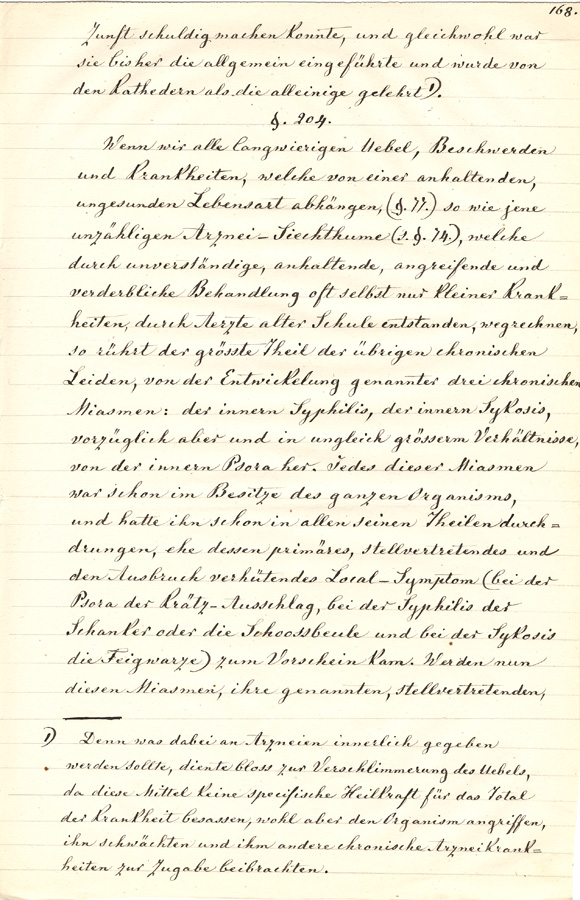 168.
Zunft schuldig machen konnte, und gleichwohl war
sie bisher die allgemein eingeführte und wurde von
den Kathedern als die alleinige gelehrt 1).
§. 204.
Wenn wir alle langwierigen Uebel, Beschwerden
und Krankheiten, welche von einer anhaltenden,
ungesunden Lebensart abhängen, (§. 77.) so wie jene
unzähligen Arznei-Siechthume (s. §. 74.), welche
durch unverständige, anhaltende, angreifende und
verderbliche Behandlung oft selbst nur kleiner Krank=
heiten, durch Aerzte alter Schule entstanden, wegrechnen,
so rührt der grösste Theil der übrigen chronischen
Leiden, von der Entwickelung genannter drei chronischen
Miasmen: der innern Syphilis, der innern Sykosis,
vorzüglich aber und in ungleich grösserm Verhältnisse,
von der innern Psora her. Jedes dieser Miasmen
war schon im Besitze des ganzen Organisms,
und hatte ihn schon in allen seinen Theilen durch=
drungen, ehe dessen primäres, stellvertretendes und
den Ausbruch verhütendes Local-Symptom (bei der
Psora der Krätz-Ausschlag, bei der Syphilis der
Schanker oder die Schoossbeule und bei der Sykosis
die Feigwarze) zum Vorschein kam. Werden nun
diesen Miasmen, ihre genannten, stellvertretenden,
1) Denn was dabei an Arzneien innerlich gegeben
werden sollte, diente bloss zur Verschlimmerung des Uebels,
da diese Mittel keine specifische Heilkraft für das Total
der Krankheit besassen, wohl aber den Organism angriffen,
ihn schwächten und ihm andere chronische Arzneikrank=
heiten zur Zugabe beibrachten.